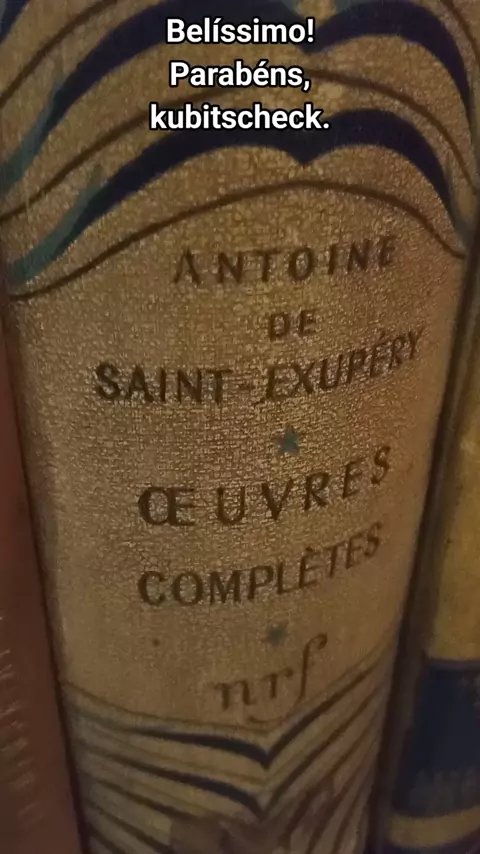 Belíssimo!
Parabéns,
kubitscheck.
ANTOINE
DE
SAINT-EXUPÉRY
ŒUVRES
COMPLÈTES
nrf